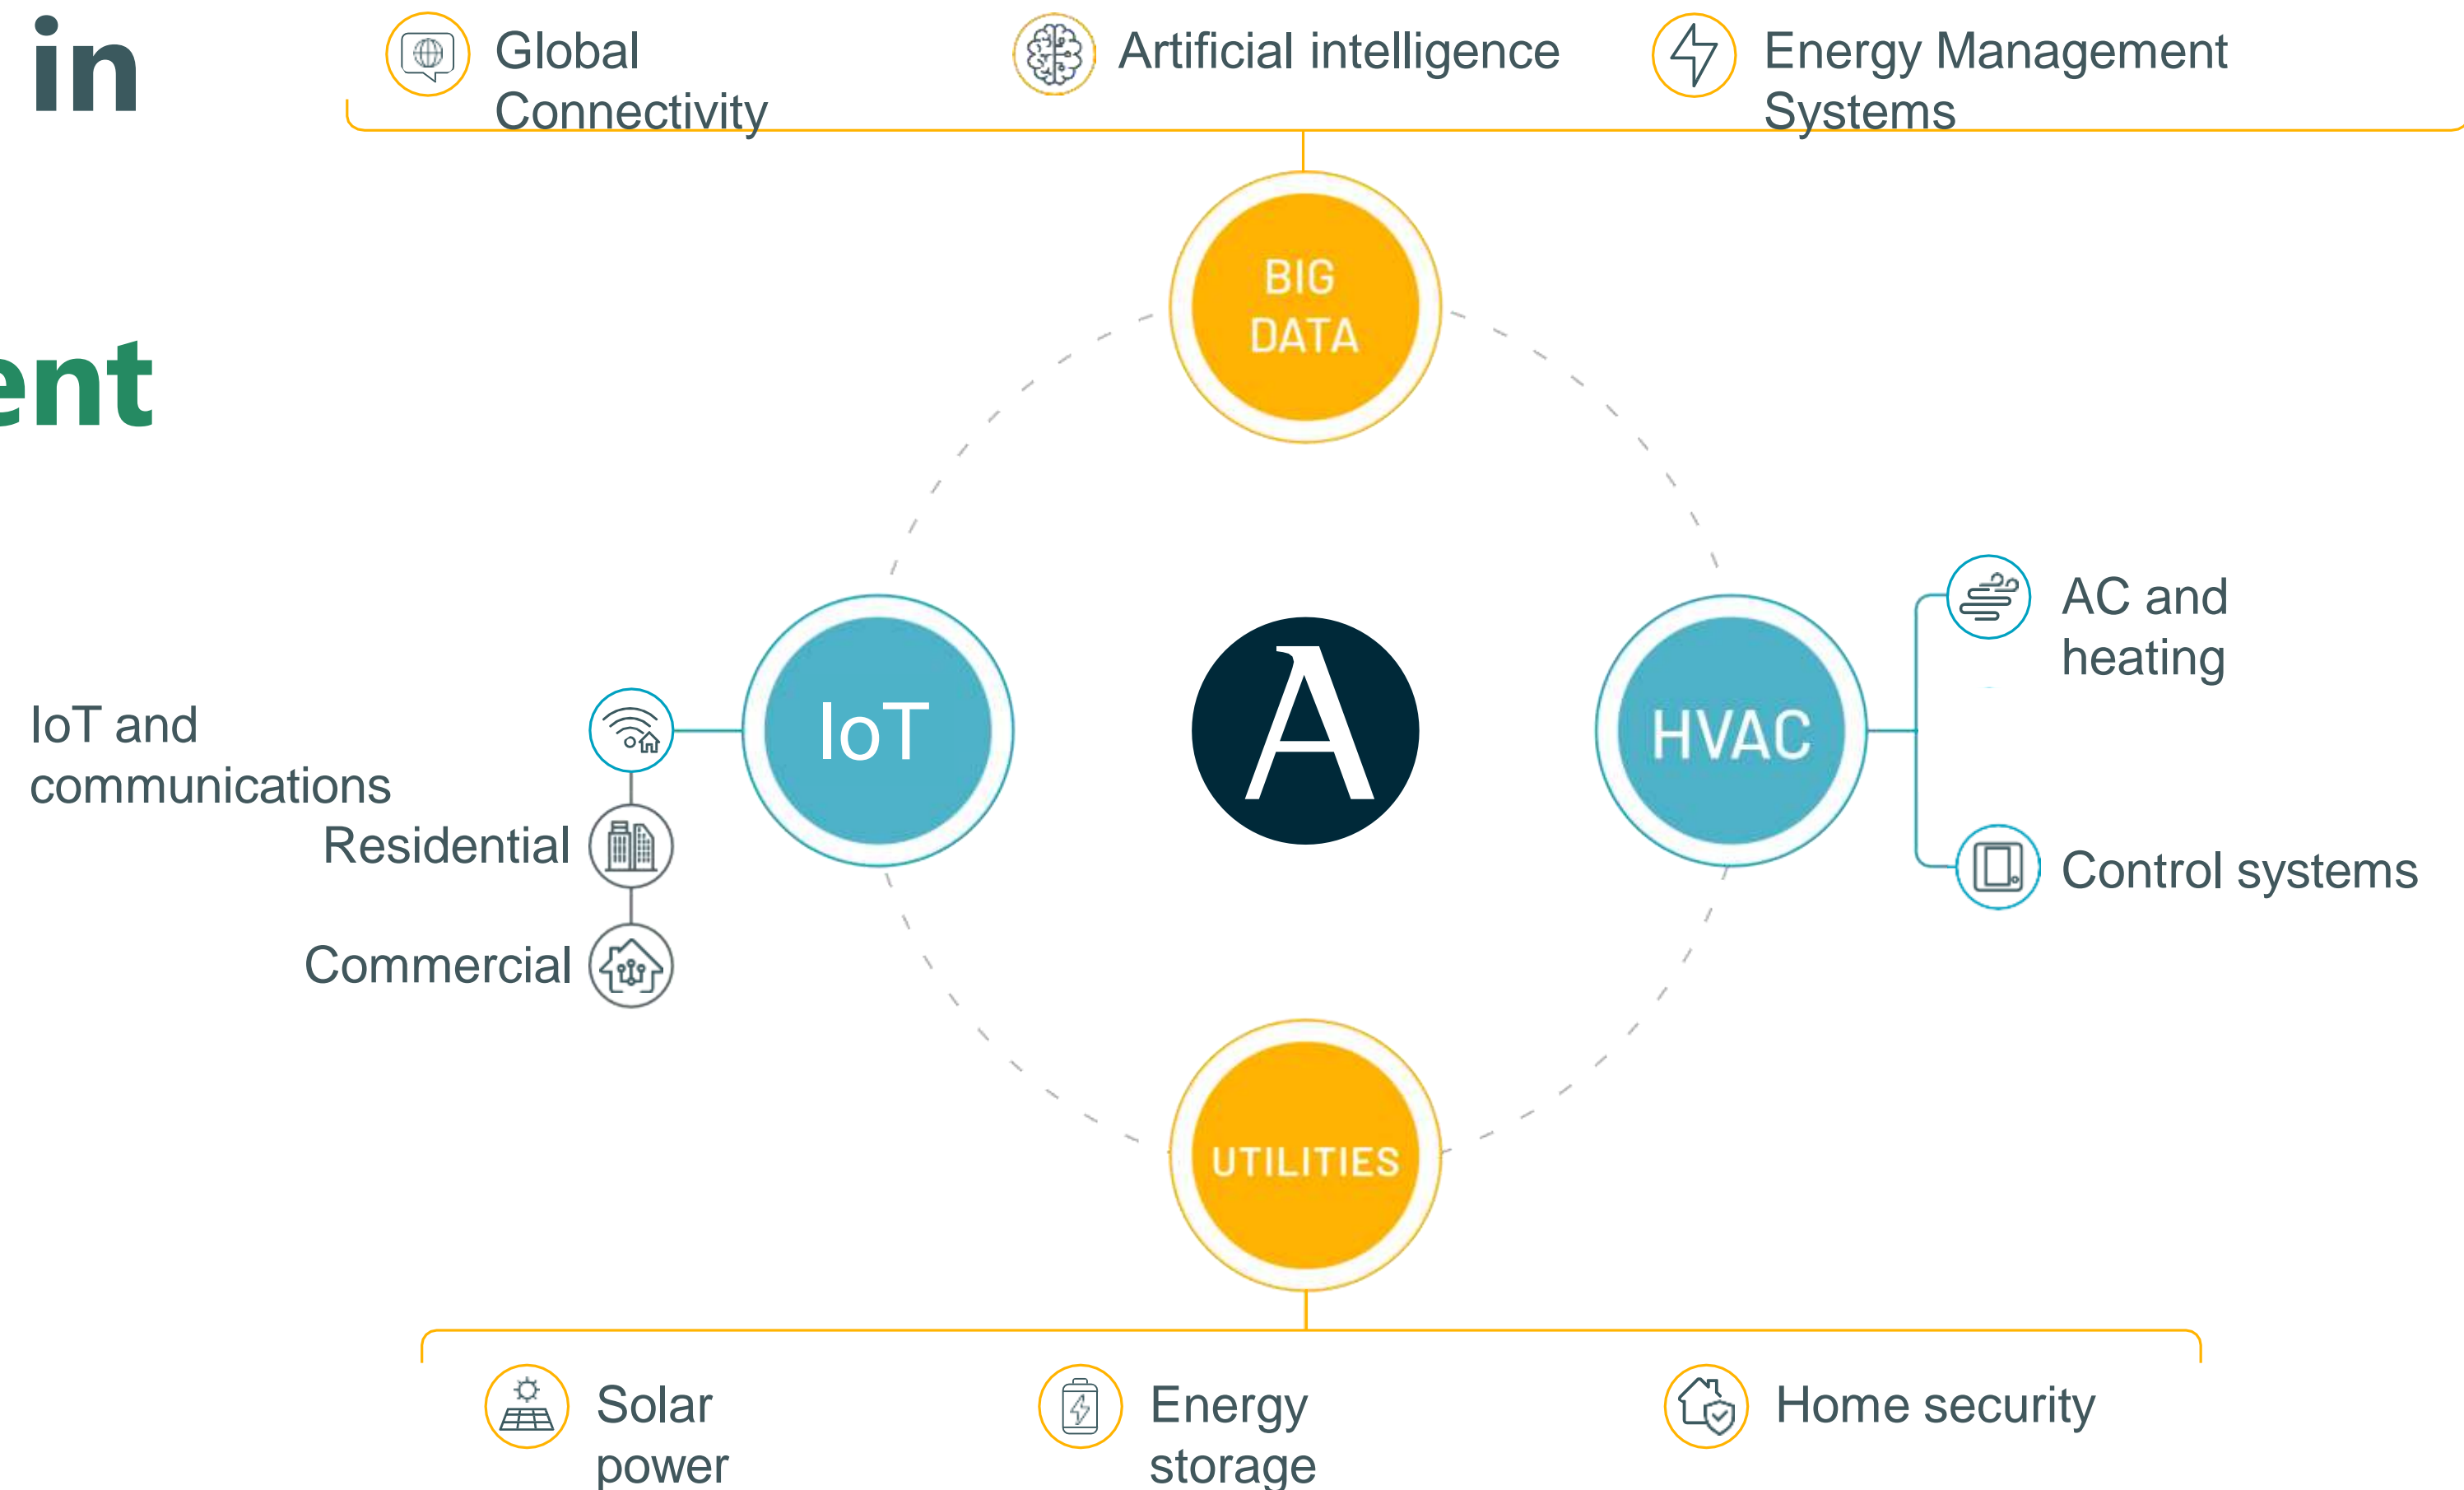 in
ent
Global
Connectivity
Artificial intelligence
Energy Management
Systems
BIG
DATA
IoT
A
HVAC
AC and
heating
Control systems
IoT and
communications
Residential
Commercial
UTILITIES
Solar
power
Energy
storage
Home security